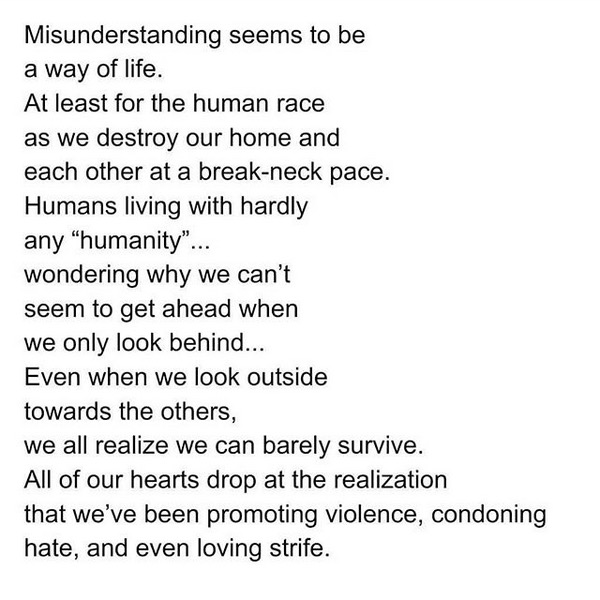 Misunderstanding seems to be
a way of life.
At least for the human race
as we destroy our home and
each other at a break-neck pace.
Humans living with hardly
any “humanity”...
wondering why we can’t
seem to get ahead when
we only look behind...
Even when we look outside
towards the others,
we all realize we can barely survive.
All of our hearts drop at the realization
that we’ve been promoting violence, condoning
hate, and even loving strife.